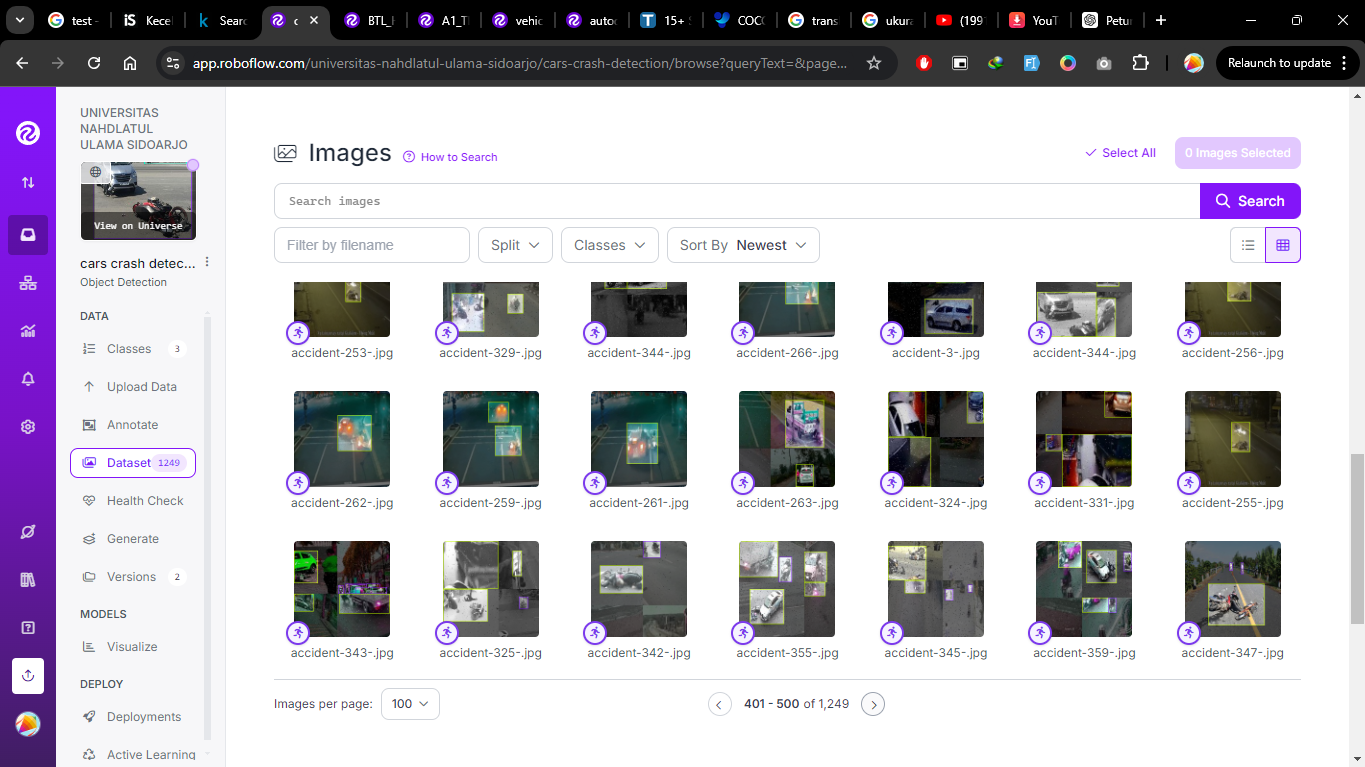 test -
Kecel
Searc
c
BTL_H
A1_TI
vehic
autoc
15+ S
COCO
trans
ukura
(199
YouT
Petun
app.roboflow.com/universitas-nahdlatul-ulama-sidoarjo/cars-crash-detection/browse?queryText=&page...
Relaunch to update
UNIVERSITAS
NAHDLATUL
ULAMA SIDOARJO
View on Universe
cars crash detec...
Object Detection
DATA
Classes 3
Upload Data
Annotate
Dataset 1249
Health Check
Generate
Versions 2
MODELS
Visualize
DEPLOY
Deployments
Active Learning
Images
How to Search
Select All
0 Images Selected
Search images
Search
Filter by filename
Split
Classes
Sort By Newest
accident-253-.jpg
accident-329-.jpg
accident-344-.jpg
accident-266-.jpg
accident-3-.jpg
accident-344-.jpg
accident-256-.jpg
accident-262-.jpg
accident-259-.jpg
accident-261-.jpg
accident-263-.jpg
accident-324-.jpg
accident-331-.jpg
accident-255-.jpg
accident-343-.jpg
accident-325-.jpg
accident-342-.jpg
accident-355-.jpg
accident-345-.jpg
accident-359-.jpg
accident-347-.jpg
Images per page: 100
401 - 500 of 1,249